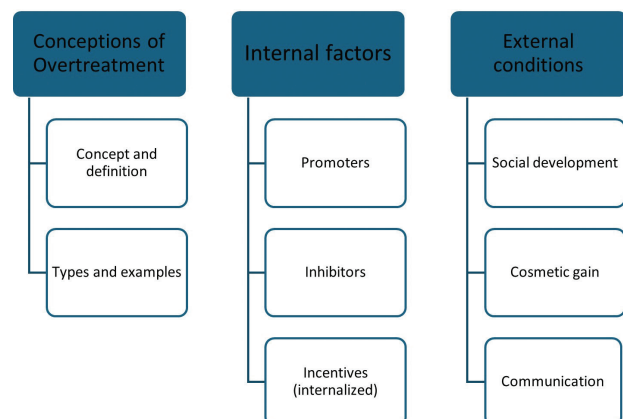 Conceptions of
Overtreatment
Concept and
definition
Types and examples
Internal factors
Promoters
Inhibitors
Incentives
(internalized)
External
conditions
Social development
Cosmetic gain
Communication